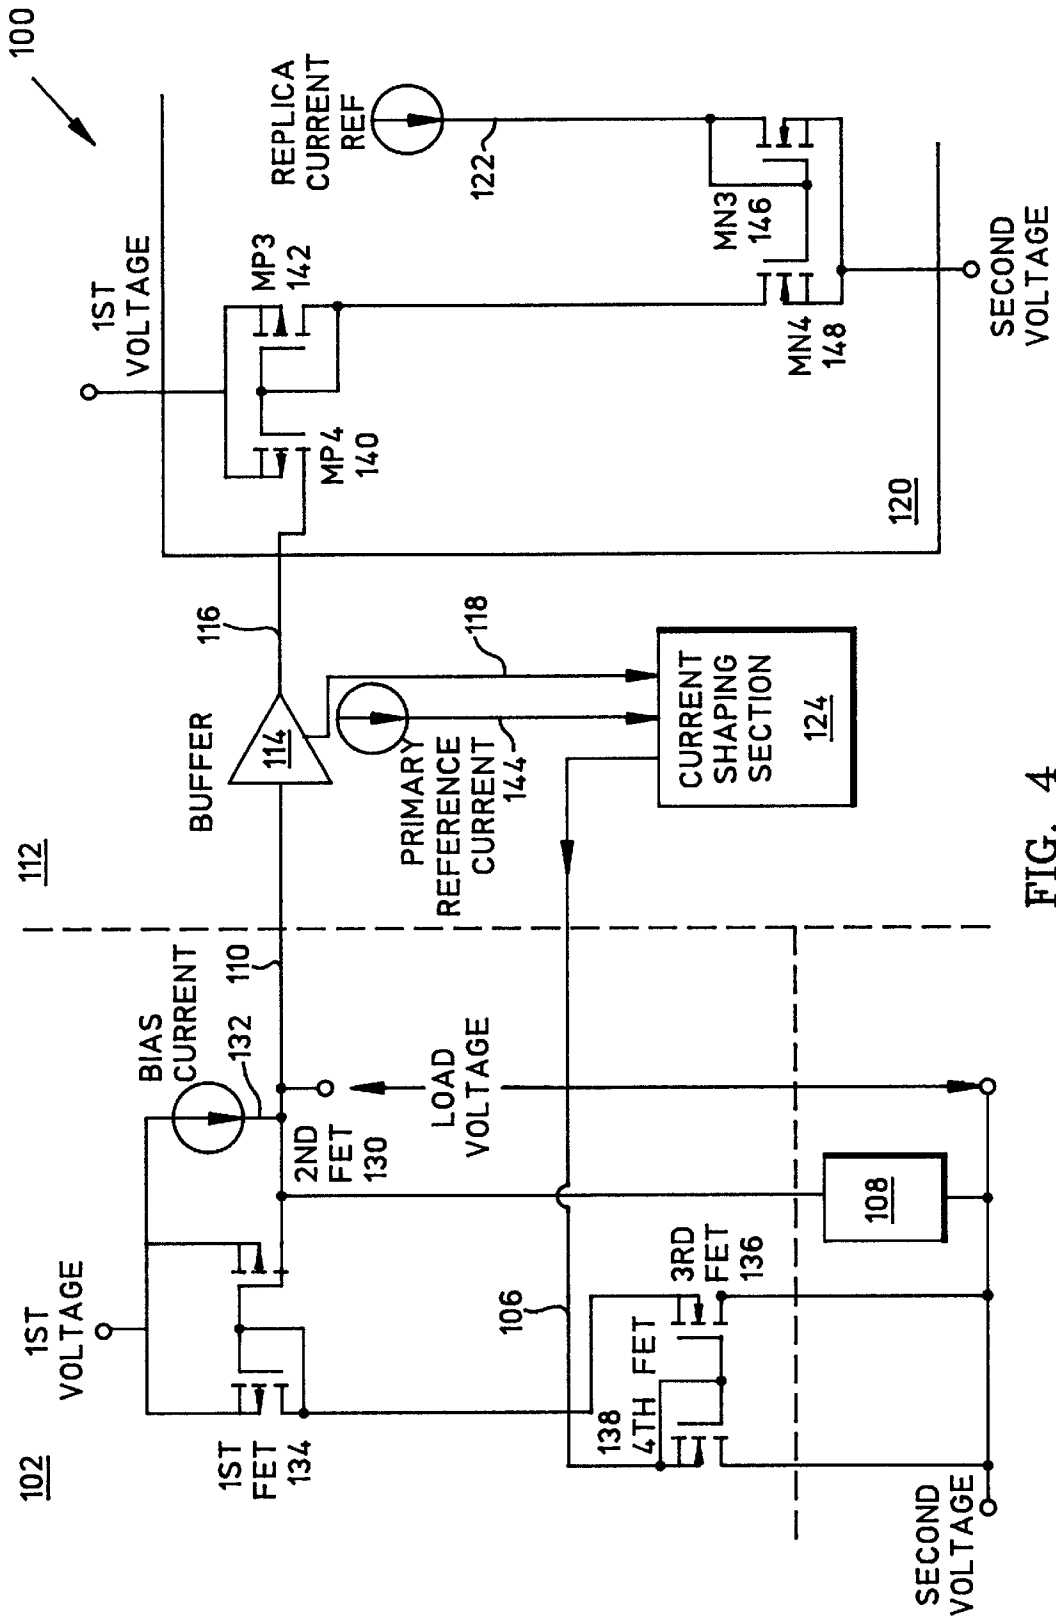 100
102
1ST
VOLTAGE
1ST
FET
134
BIAS
CURRENT
132
110
2ND
FET
130
LOAD
VOLTAGE
106
138
4TH FET
3RD
FET
136
108
SECOND
VOLTAGE
112
BUFFER
114
116
118
PRIMARY
REFERENCE
CURRENT
144
CURRENT
SHAPING
SECTION
124
1ST
VOLTAGE
MP4
140
MP3
142
REPLICA
CURRENT
REF
122
MN3
146
MN4
148
120
SECOND
VOLTAGE
FIG. 4